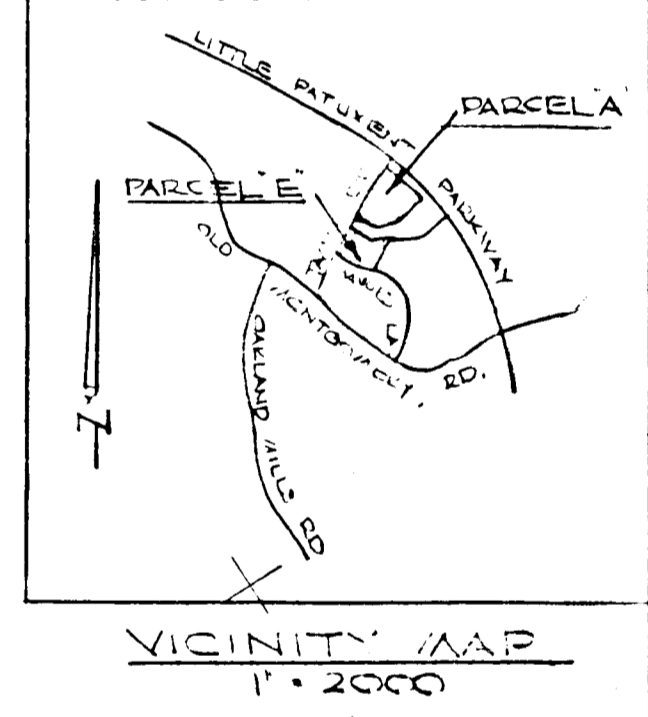 LITTLE PATUXENT
PARKWAY
PARCEL "A"
PARCEL "E"
OLD
MONTGOMERY.
RD.
OAKLAND MILLS RD
N
VICINITY MAP
1" = 2000